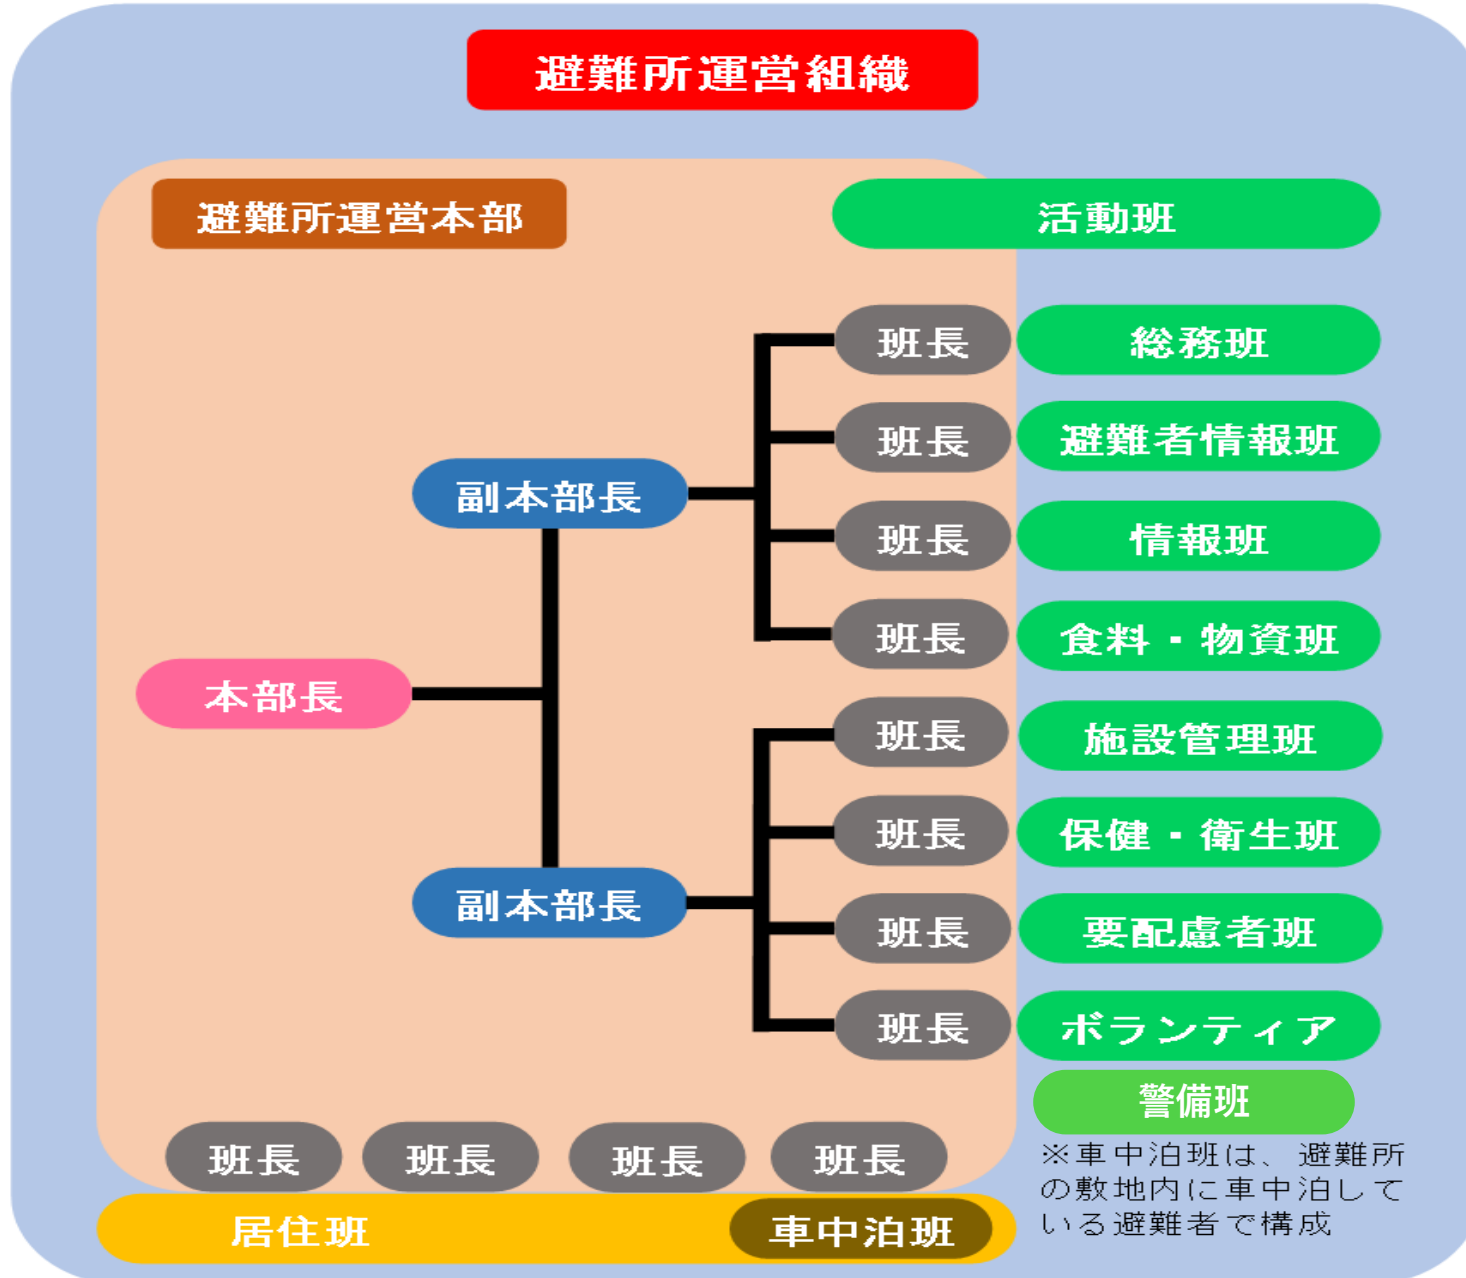 避難所運営組織
避難所運営本部
活動班
班長
総務班
班長
避難者情報班
副本部長
班長
情報班
班長
食料・物資班
本部長
班長
施設管理班
班長
保健・衛生班
副本部長
班長
要配慮者班
班長
ボランティア
警備班
班長
班長
班長
班長
居住班
車中泊班
※車中泊班は、避難所
の敷地内に車中泊して
いる避難者で構成